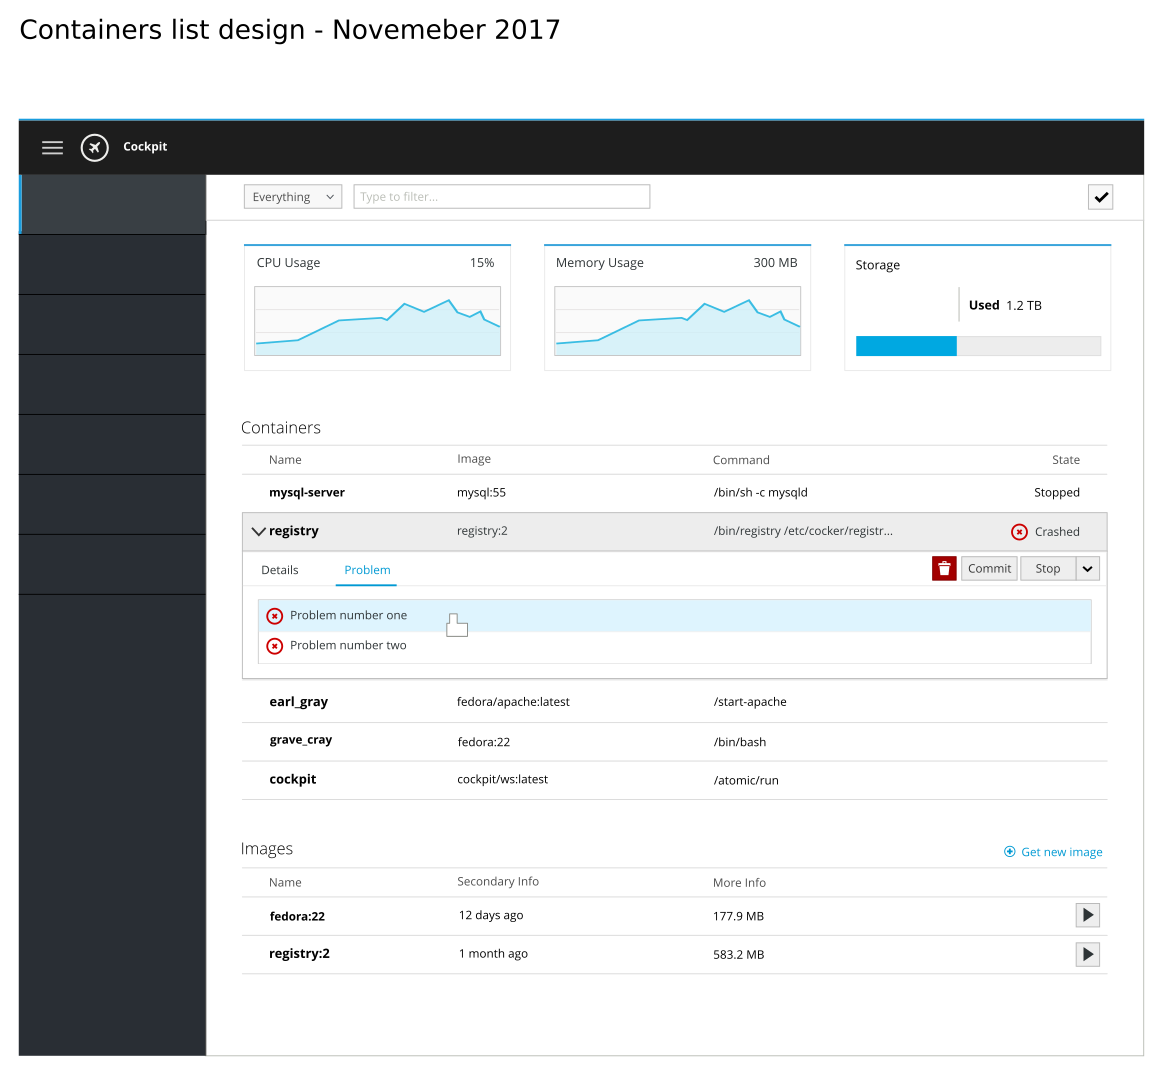 Containers list design - Novemeber 2017
Cockpit
Everything Type to filter...
CPU Usage 15%
Memory Usage 300 MB
Storage
Used 1.2 TB
Containers
Name Image Command State
mysql-server mysql:55 /bin/sh -c mysqld Stopped
registry registry:2 /bin/registry /etc/cocker/registr... Crashed
Details Problem Commit Stop
Problem number one
Problem number two
earl_gray fedora/apache:latest /start-apache
grave_cray fedora:22 /bin/bash
cockpit cockpit/ws:latest /atomic/run
Images Get new image
Name Secondary Info More Info
fedora:22 12 days ago 177.9 MB
registry:2 1 month ago 583.2 MB